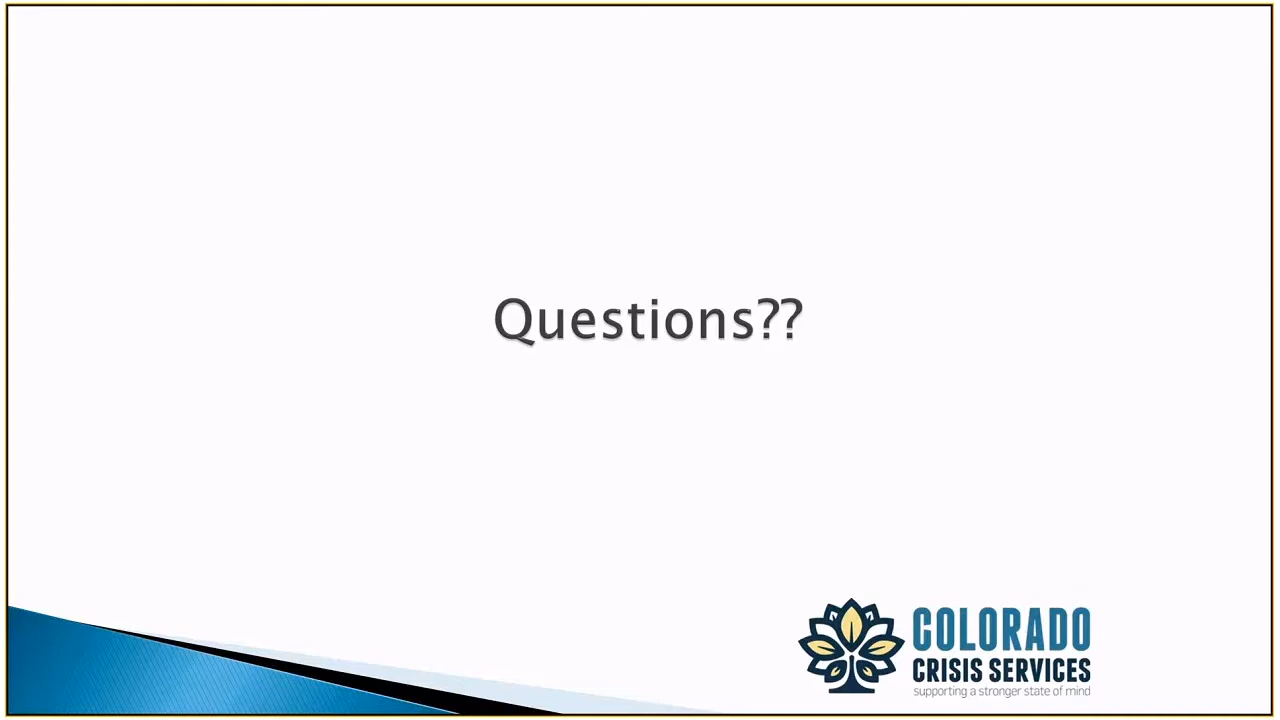 Questions??
COLORADO
CRISIS SERVICES
supporting a stronger state of mind